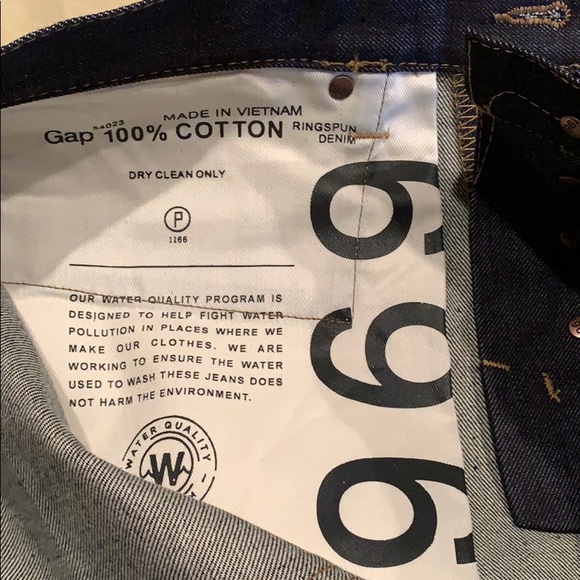 MADE IN VIETNAM
Gap 54023 100% COTTON RINGSPUN
DENIM
DRY CLEAN ONLY
P
1166
OUR WATER QUALITY PROGRAM IS
DESIGNED TO HELP FIGHT WATER
POLLUTION IN PLACES WHERE WE
MAKE OUR CLOTHES. WE ARE
WORKING TO ENSURE THE WATER
USED TO WASH THESE JEANS DOES
NOT HARM THE ENVIRONMENT.
WATER QUALITY
W
696